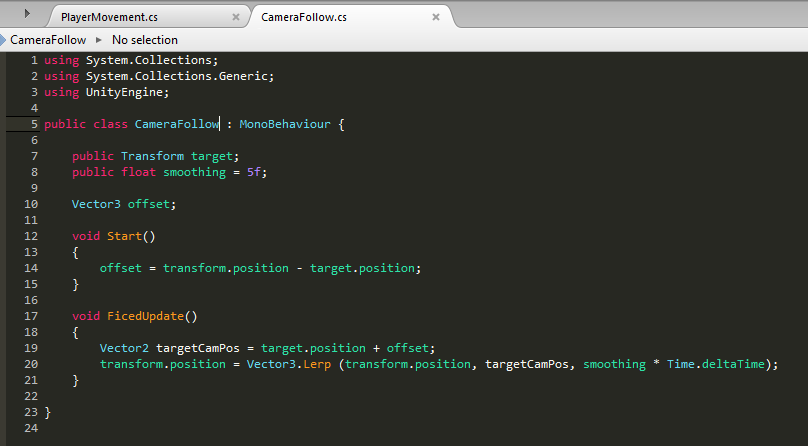 PlayerMovement.cs × CameraFollow.cs ×
CameraFollow ▸ No selection
1 using System.Collections;
2 using System.Collections.Generic;
3 using UnityEngine;
4
5 public class CameraFollow : MonoBehaviour {
6
7 public Transform target;
8 public float smoothing = 5f;
9
10 Vector3 offset;
11
12 void Start()
13 {
14 offset = transform.position - target.position;
15 }
16
17 void FicedUpdate()
18 {
19 Vector2 targetCamPos = target.position + offset;
20 transform.position = Vector3.Lerp (transform.position, targetCamPos, smoothing * Time.deltaTime);
21 }
22
23 }
24